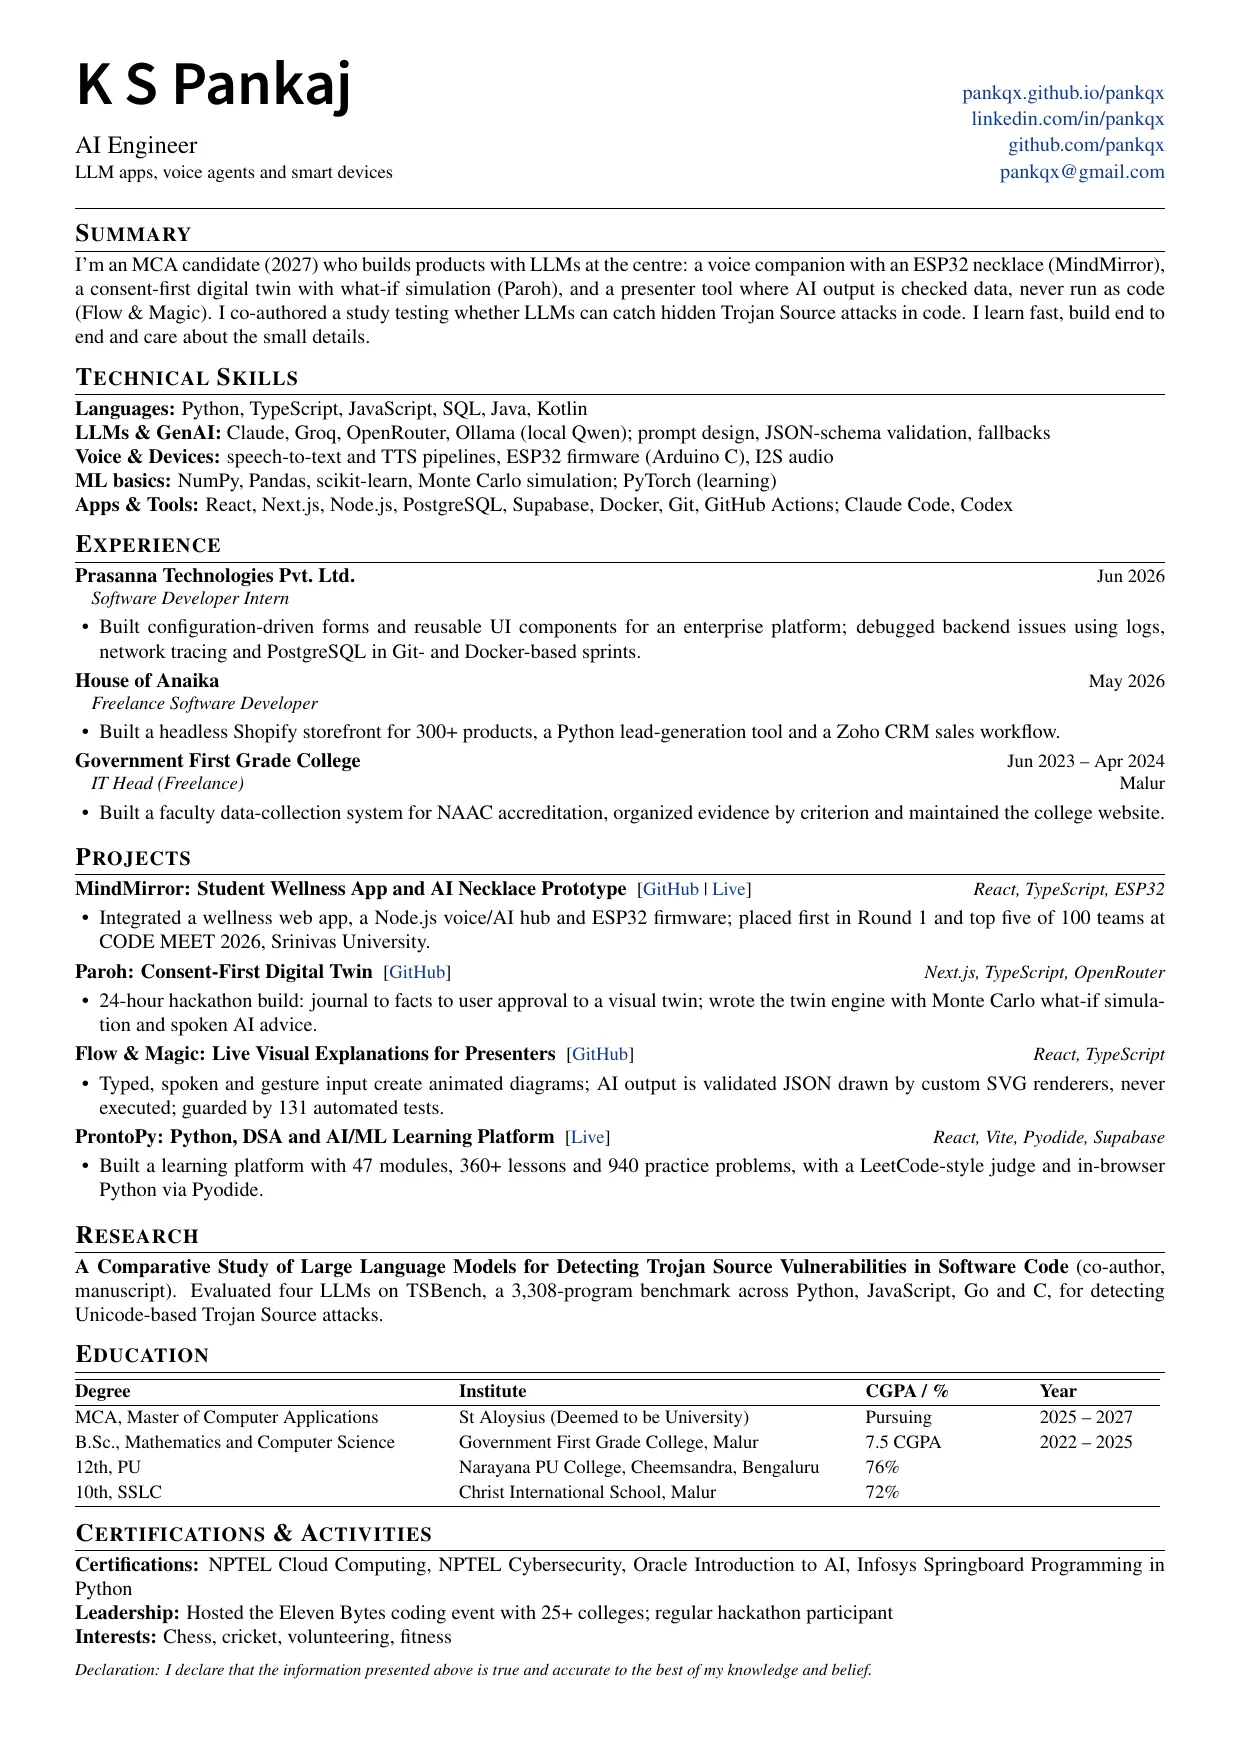 K S Pankaj
AI Engineer
LLM apps, voice agents and smart devices
pankqx.github.io/pankqx
linkedin.com/in/pankqx
github.com/pankqx
pankqx@gmail.com
SUMMARY
I'm an MCA candidate (2027) who builds products with LLMs at the centre: a voice companion with an ESP32 necklace (MindMirror),
a consent-first digital twin with what-if simulation (Paroh), and a presenter tool where AI output is checked data, never run as code
(Flow & Magic). I co-authored a study testing whether LLMs can catch hidden Trojan Source attacks in code. I learn fast, build end to
end and care about the small details.
TECHNICAL SKILLS
Languages: Python, TypeScript, JavaScript, SQL, Java, Kotlin
LLMs & GenAI: Claude, Groq, OpenRouter, Ollama (local Qwen); prompt design, JSON-schema validation, fallbacks
Voice & Devices: speech-to-text and TTS pipelines, ESP32 firmware (Arduino C), I2S audio
ML basics: NumPy, Pandas, scikit-learn, Monte Carlo simulation; PyTorch (learning)
Apps & Tools: React, Next.js, Node.js, PostgreSQL, Supabase, Docker, Git, GitHub Actions; Claude Code, Codex
EXPERIENCE
Prasanna Technologies Pvt. Ltd. Jun 2026
Software Developer Intern
• Built configuration-driven forms and reusable UI components for an enterprise platform; debugged backend issues using logs,
network tracing and PostgreSQL in Git- and Docker-based sprints.
House of Anaika May 2026
Freelance Software Developer
• Built a headless Shopify storefront for 300+ products, a Python lead-generation tool and a Zoho CRM sales workflow.
Government First Grade College Jun 2023 – Apr 2024
IT Head (Freelance) Malur
• Built a faculty data-collection system for NAAC accreditation, organized evidence by criterion and maintained the college website.
PROJECTS
MindMirror: Student Wellness App and AI Necklace Prototype [GitHub | Live] React, TypeScript, ESP32
• Integrated a wellness web app, a Node.js voice/AI hub and ESP32 firmware; placed first in Round 1 and top five of 100 teams at
CODE MEET 2026, Srinivas University.
Paroh: Consent-First Digital Twin [GitHub] Next.js, TypeScript, OpenRouter
• 24-hour hackathon build: journal to facts to user approval to a visual twin; wrote the twin engine with Monte Carlo what-if simula-
tion and spoken AI advice.
Flow & Magic: Live Visual Explanations for Presenters [GitHub] React, TypeScript
• Typed, spoken and gesture input create animated diagrams; AI output is validated JSON drawn by custom SVG renderers, never
executed; guarded by 131 automated tests.
ProntoPy: Python, DSA and AI/ML Learning Platform [Live] React, Vite, Pyodide, Supabase
• Built a learning platform with 47 modules, 360+ lessons and 940 practice problems, with a LeetCode-style judge and in-browser
Python via Pyodide.
RESEARCH
A Comparative Study of Large Language Models for Detecting Trojan Source Vulnerabilities in Software Code (co-author,
manuscript). Evaluated four LLMs on TSBench, a 3,308-program benchmark across Python, JavaScript, Go and C, for detecting
Unicode-based Trojan Source attacks.
EDUCATION
Degree Institute CGPA / % Year
MCA, Master of Computer Applications St Aloysius (Deemed to be University) Pursuing 2025 – 2027
B.Sc., Mathematics and Computer Science Government First Grade College, Malur 7.5 CGPA 2022 – 2025
12th, PU Narayana PU College, Cheemsandra, Bengaluru 76%
10th, SSLC Christ International School, Malur 72%
CERTIFICATIONS & ACTIVITIES
Certifications: NPTEL Cloud Computing, NPTEL Cybersecurity, Oracle Introduction to AI, Infosys Springboard Programming in
Python
Leadership: Hosted the Eleven Bytes coding event with 25+ colleges; regular hackathon participant
Interests: Chess, cricket, volunteering, fitness
Declaration: I declare that the information presented above is true and accurate to the best of my knowledge and belief.